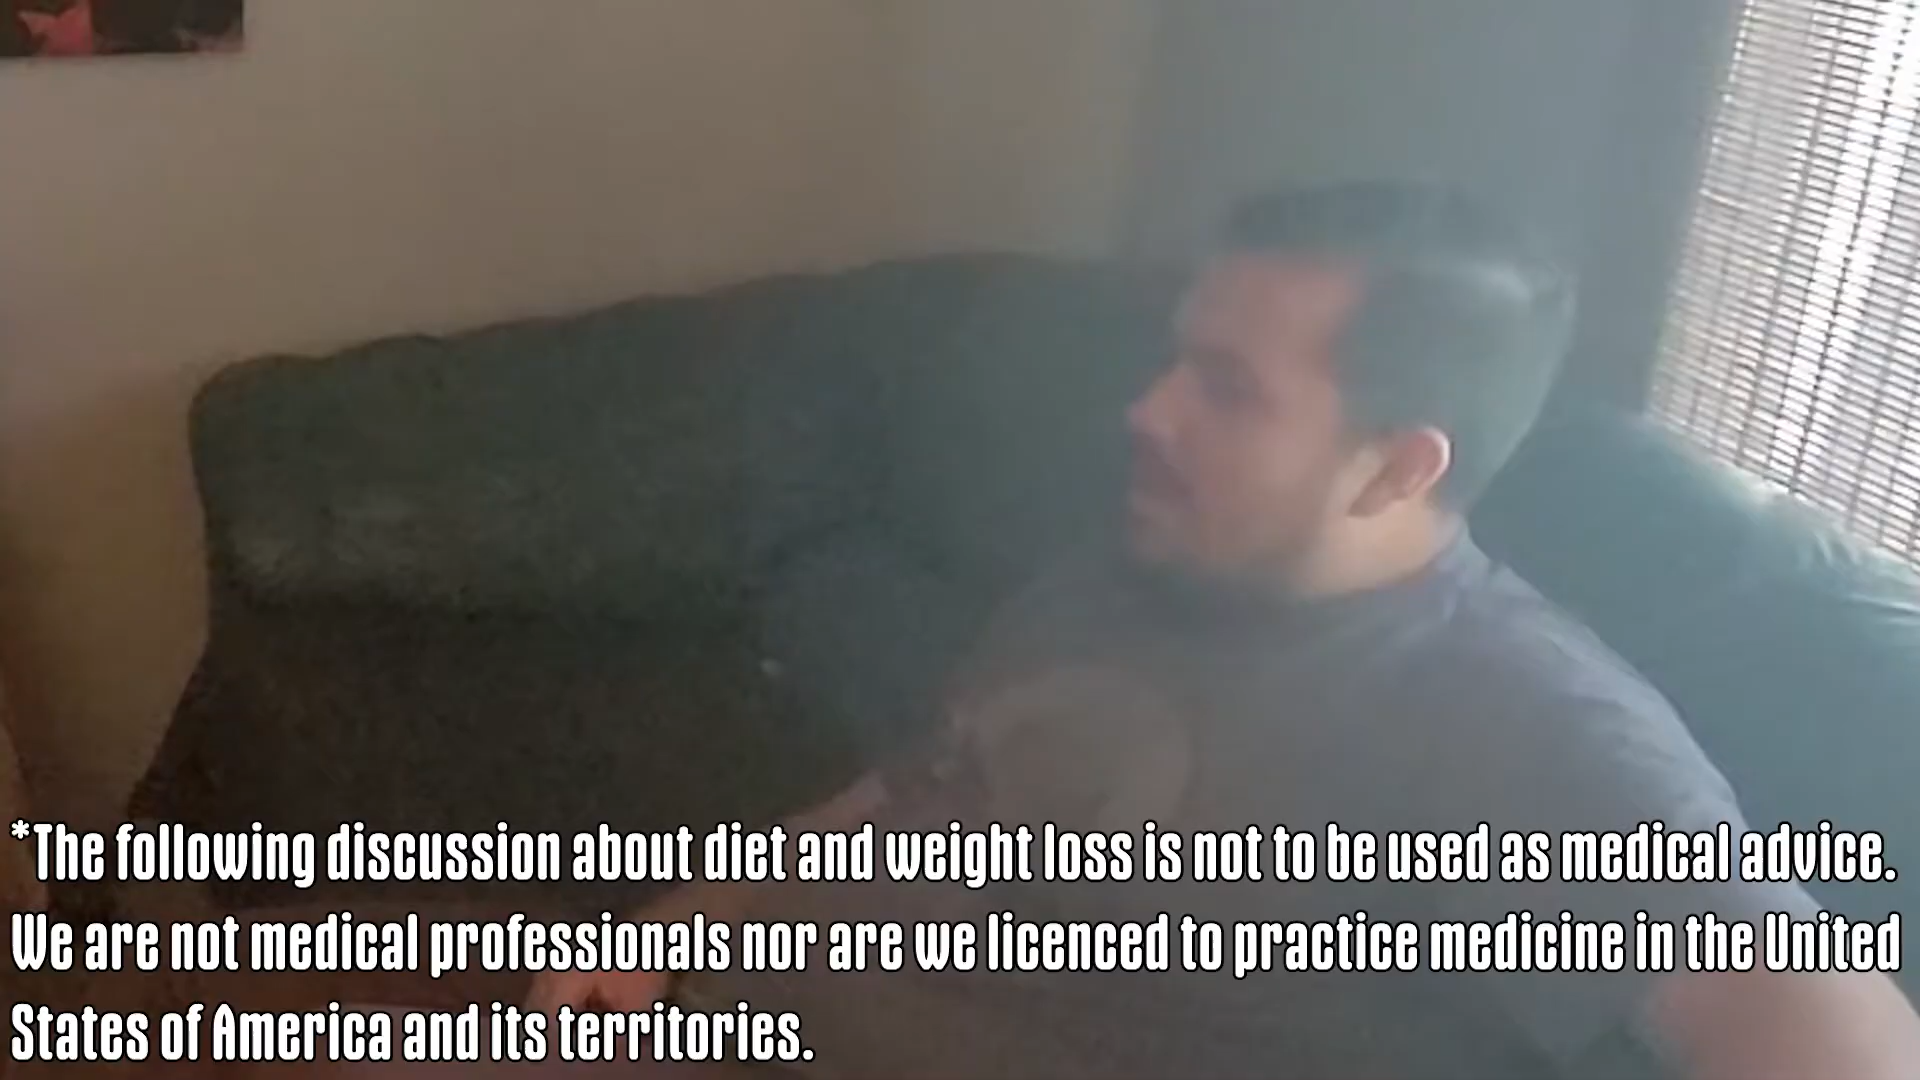 *The following discussion about diet and weight loss is not to be used as medical advice.
We are not medical professionals nor are we licenced to practice medicine in the United
States of America and its territories.